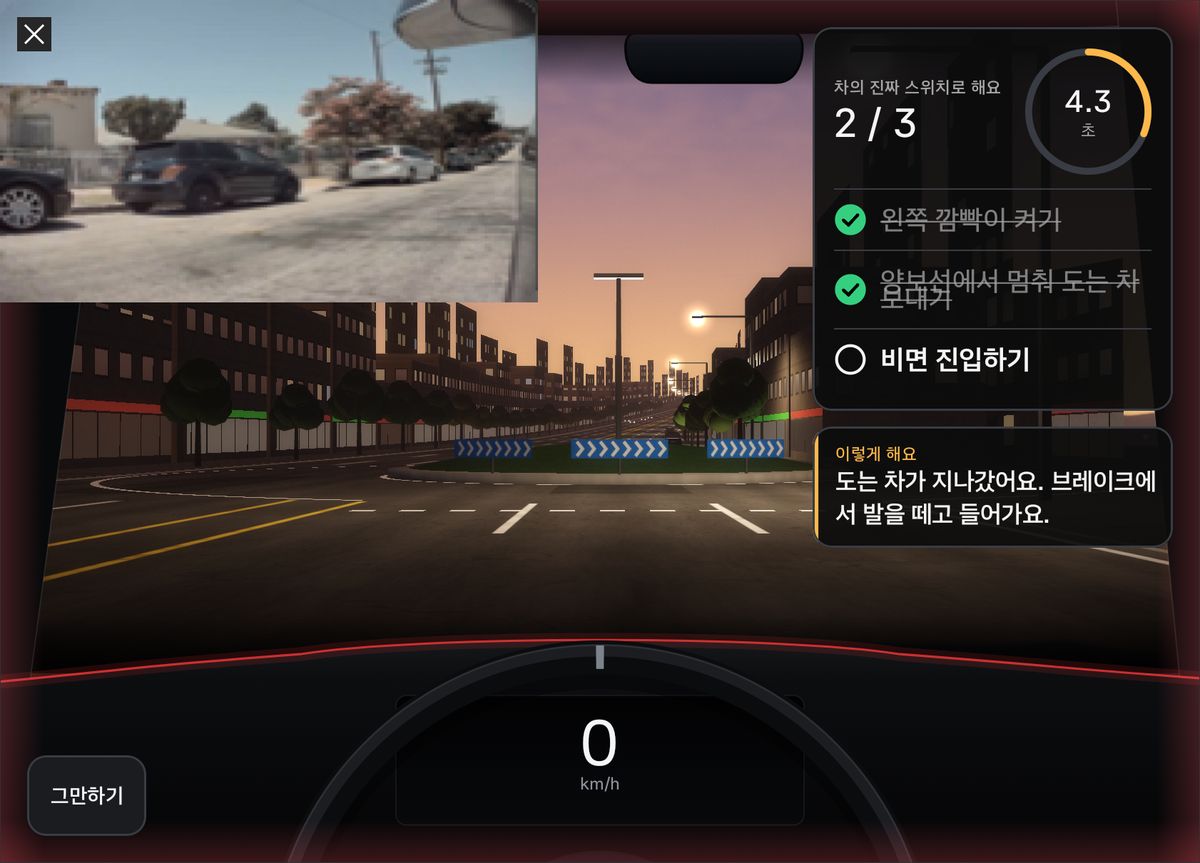 차의 진짜 스위치로 해요
2 / 3
4.3
초
왼쪽 깜빡이 켜기
양보선에서 멈춰 도는 차
보내기
비면 진입하기
이렇게 해요
도는 차가 지나갔어요. 브레이크에
서 발을 떼고 들어가요.
0
km/h
그만하기